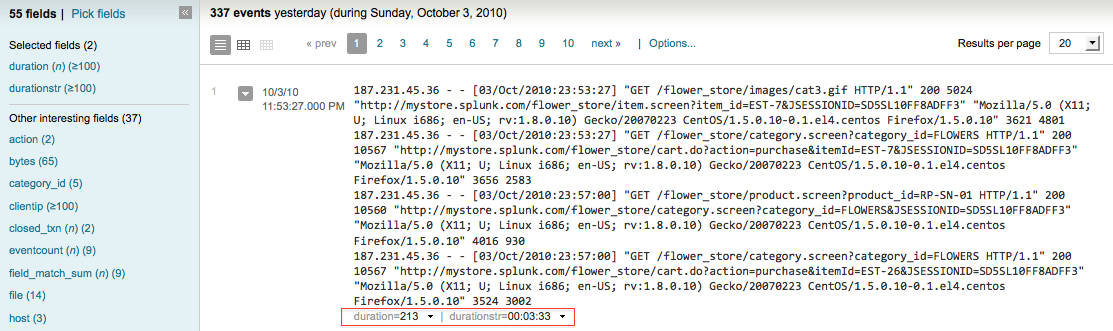 55 fields | Pick fields «
Selected fields (2)
duration (n) (≥100)
durationstr (≥100)
Other interesting fields (37)
action (2)
bytes (65)
category_id (5)
clientip (≥100)
closed_txn (n) (2)
eventcount (n) (9)
field_match_sum (n) (9)
file (14)
host (3)
337 events yesterday (during Sunday, October 3, 2010)
« prev 1 2 3 4 5 6 7 8 9 10 next » | Options... Results per page 20
1 10/3/10
11:53:27.000 PM
187.231.45.36 - - [03/Oct/2010:23:53:27] "GET /flower_store/images/cat3.gif HTTP/1.1" 200 5024
"http://mystore.splunk.com/flower_store/item.screen?item_id=EST-7&JSESSIONID=SD5SL10FF8ADFF3" "Mozilla/5.0 (X11;
U; Linux i686; en-US; rv:1.8.0.10) Gecko/20070223 CentOS/1.5.0.10-0.1.el4.centos Firefox/1.5.0.10" 3621 4801
187.231.45.36 - - [03/Oct/2010:23:53:27] "GET /flower_store/category.screen?category_id=FLOWERS HTTP/1.1" 200
10567 "http://mystore.splunk.com/flower_store/cart.do?action=purchase&itemId=EST-7&JSESSIONID=SD5SL10FF8ADFF3"
"Mozilla/5.0 (X11; U; Linux i686; en-US; rv:1.8.0.10) Gecko/20070223 CentOS/1.5.0.10-0.1.el4.centos
Firefox/1.5.0.10" 3656 2583
187.231.45.36 - - [03/Oct/2010:23:57:00] "GET /flower_store/product.screen?product_id=RP-SN-01 HTTP/1.1" 200
10560 "http://mystore.splunk.com/flower_store/category.screen?category_id=FLOWERS&JSESSIONID=SD5SL10FF8ADFF3"
"Mozilla/5.0 (X11; U; Linux i686; en-US; rv:1.8.0.10) Gecko/20070223 CentOS/1.5.0.10-0.1.el4.centos
Firefox/1.5.0.10" 4016 930
187.231.45.36 - - [03/Oct/2010:23:57:00] "GET /flower_store/category.screen?category_id=FLOWERS HTTP/1.1" 200
10567 "http://mystore.splunk.com/flower_store/cart.do?action=purchase&itemId=EST-26&JSESSIONID=SD5SL10FF8ADFF3"
"Mozilla/5.0 (X11; U; Linux i686; en-US; rv:1.8.0.10) Gecko/20070223 CentOS/1.5.0.10-0.1.el4.centos
Firefox/1.5.0.10" 3524 3002
duration=213 | durationstr=00:03:33